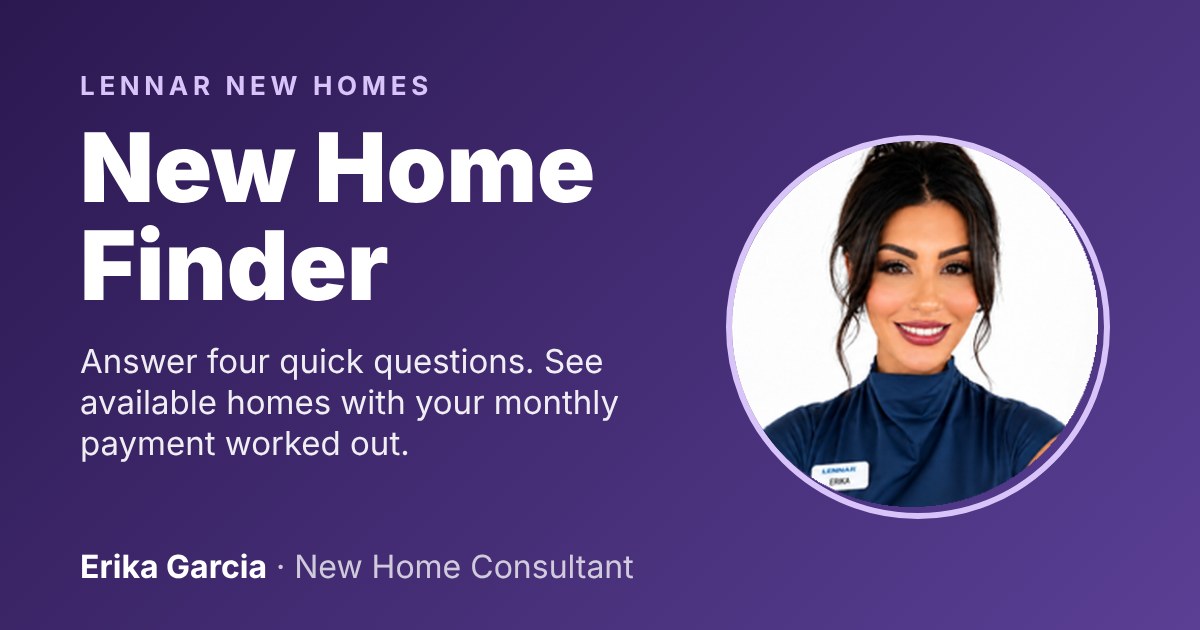 LENNAR NEW HOMES
New Home
Finder
Answer four quick questions. See
available homes with your monthly
payment worked out.
LENNAR
ERIKA
Erika Garcia · New Home Consultant